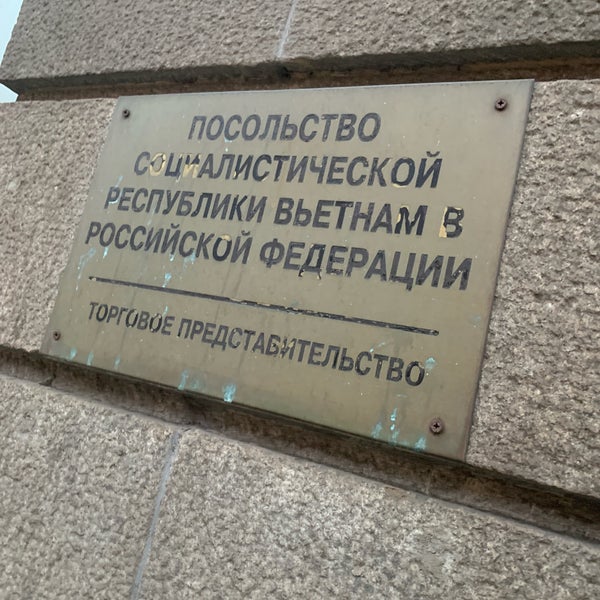 ПОСОЛЬСТВО
СОЦИАЛИСТИЧЕСКОЙ
РЕСПУБЛИКИ ВЬЕТНАМ В
РОССИЙСКОЙ ФЕДЕРАЦИИ
ТОРГОВОЕ ПРЕДСТАВИТЕЛЬСТВО